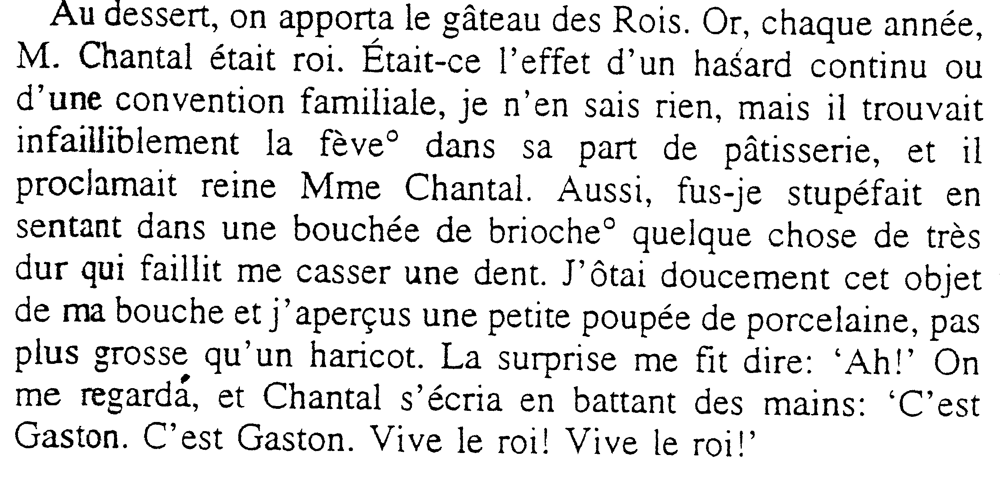 Au dessert, on apporta le gâteau des Rois. Or, chaque année,
M. Chantal était roi. Était-ce l'effet d'un hasard continu ou
d'une convention familiale, je n'en sais rien, mais il trouvait
infailliblement la fève° dans sa part de pâtisserie, et il
proclamait reine Mme Chantal. Aussi, fus-je stupéfait en
sentant dans une bouchée de brioche° quelque chose de très
dur qui faillit me casser une dent. J'ôtai doucement cet objet
de ma bouche et j'aperçus une petite poupée de porcelaine, pas
plus grosse qu'un haricot. La surprise me fit dire: ‘Ah!’ On
me regarda, et Chantal s'écria en battant des mains: ‘C'est
Gaston. C'est Gaston. Vive le roi! Vive le roi!’